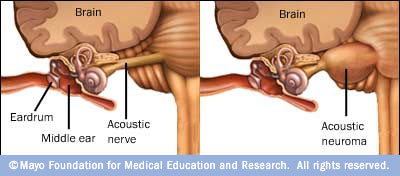 Brain
Eardrum
Middle ear
Acoustic
nerve
Brain
Acoustic
neuroma
©Mayo Foundation for Medical Education and Research. All rights reserved.